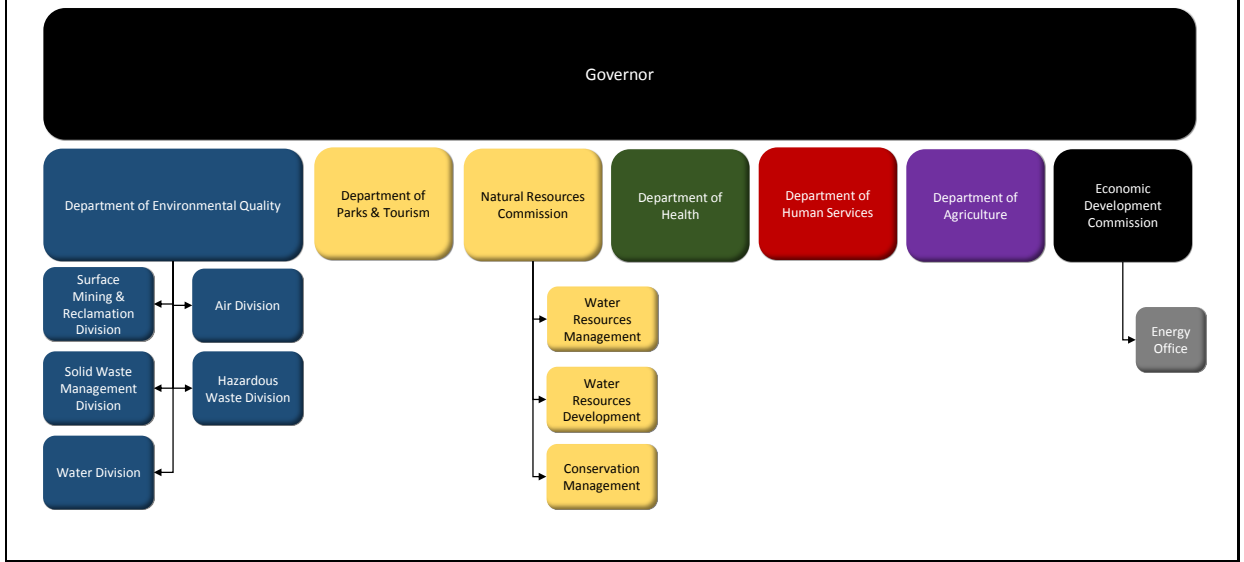 Governor
Department of Environmental Quality
Department of
Parks & Tourism
Natural Resources
Commission
Department of
Health
Department of
Human Services
Department of
Agriculture
Economic
Development
Commission
Surface
Mining &
Reclamation
Division
Air Division
Solid Waste
Management
Division
Hazardous
Waste Division
Water Division
Water
Resources
Management
Water
Resources
Development
Conservation
Management
Energy
Office